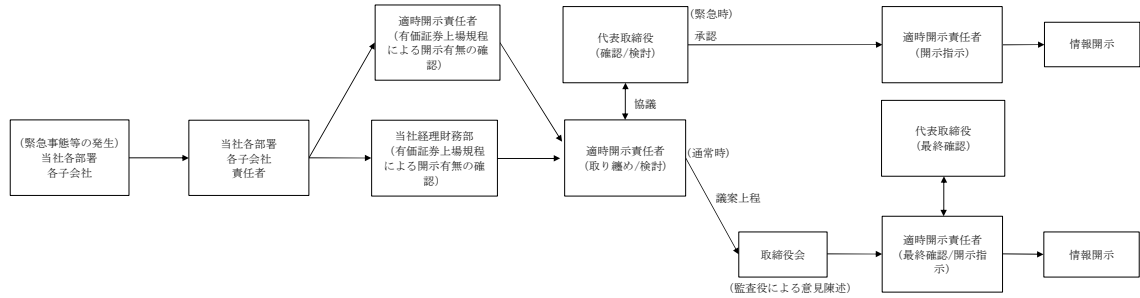 (緊急事態等の発生)
当社各部署
各子会社
当社各部署
各子会社
責任者
適時開示責任者
(有価証券上場規程
による開示有無の確
認)
当社経理財務部
(有価証券上場規程
による開示有無の確
認)
代表取締役
(確認/検討)
協議
適時開示責任者
(取り纏め/検討)
(緊急時)
承認
適時開示責任者
(開示指示)
情報開示
(通常時)
議案上程
取締役会
(監査役による意見陳述)
代表取締役
(最終確認)
適時開示責任者
(最終確認/開示指
示)
情報開示